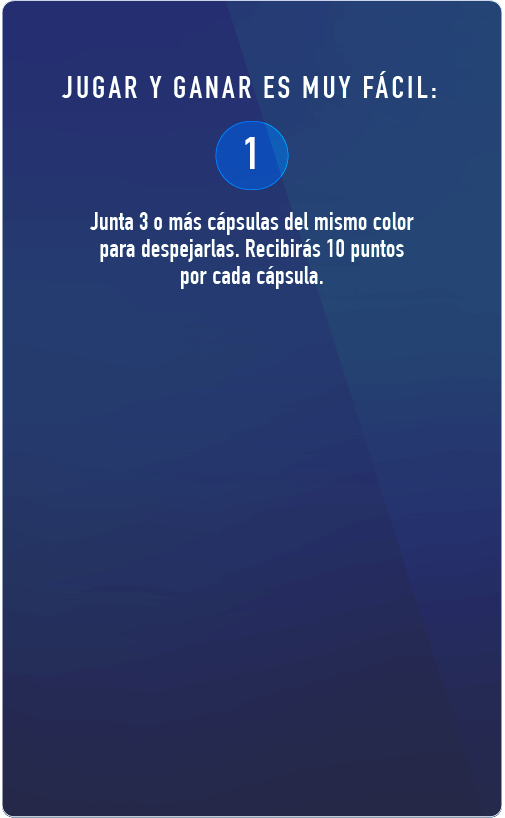 JUGAR Y GANAR ES MUY FÁCIL:
1
Junta 3 o más cápsulas del mismo color
para despejarlas. Recibirás 10 puntos
por cada cápsula.